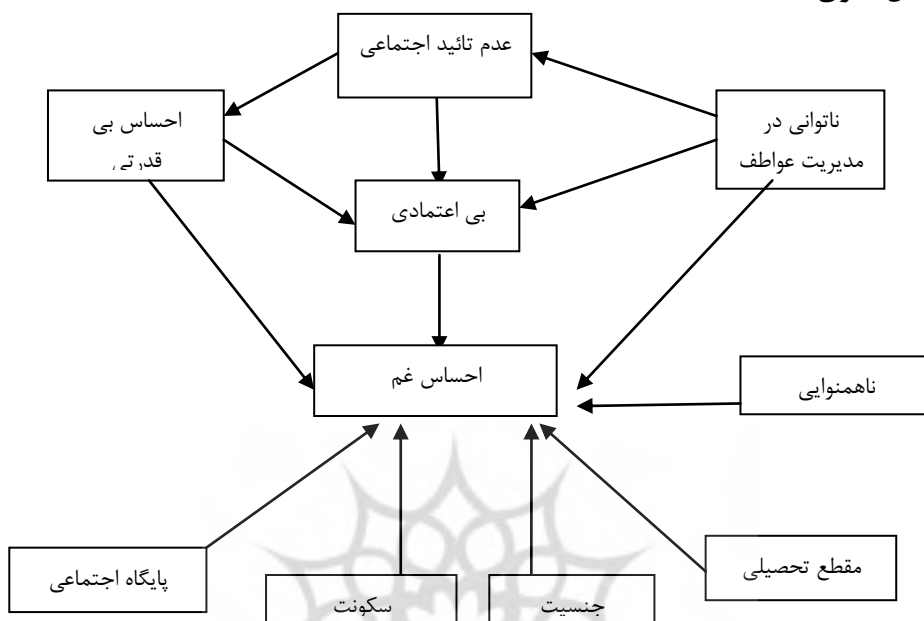 عدم تائید اجتماعی
ناتوانی در
مدیریت عواطف
احساس بی
قدرتی
بی اعتمادی
احساس غم
ناهمنوایی
مقطع تحصیلی
پایگاه اجتماعی
جنسیت
سکونت